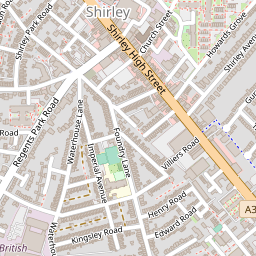 Shirley
Shirley Park Road
Church Street
Howards Grove
Shirley High Street
Shirley Avenue
Regents Park Road
Waterhouse Lane
Road
Foundry Lane
Imperial Avenue
Villiers Road
Henry Road
A3
Edward Road
Kingsley Road
British